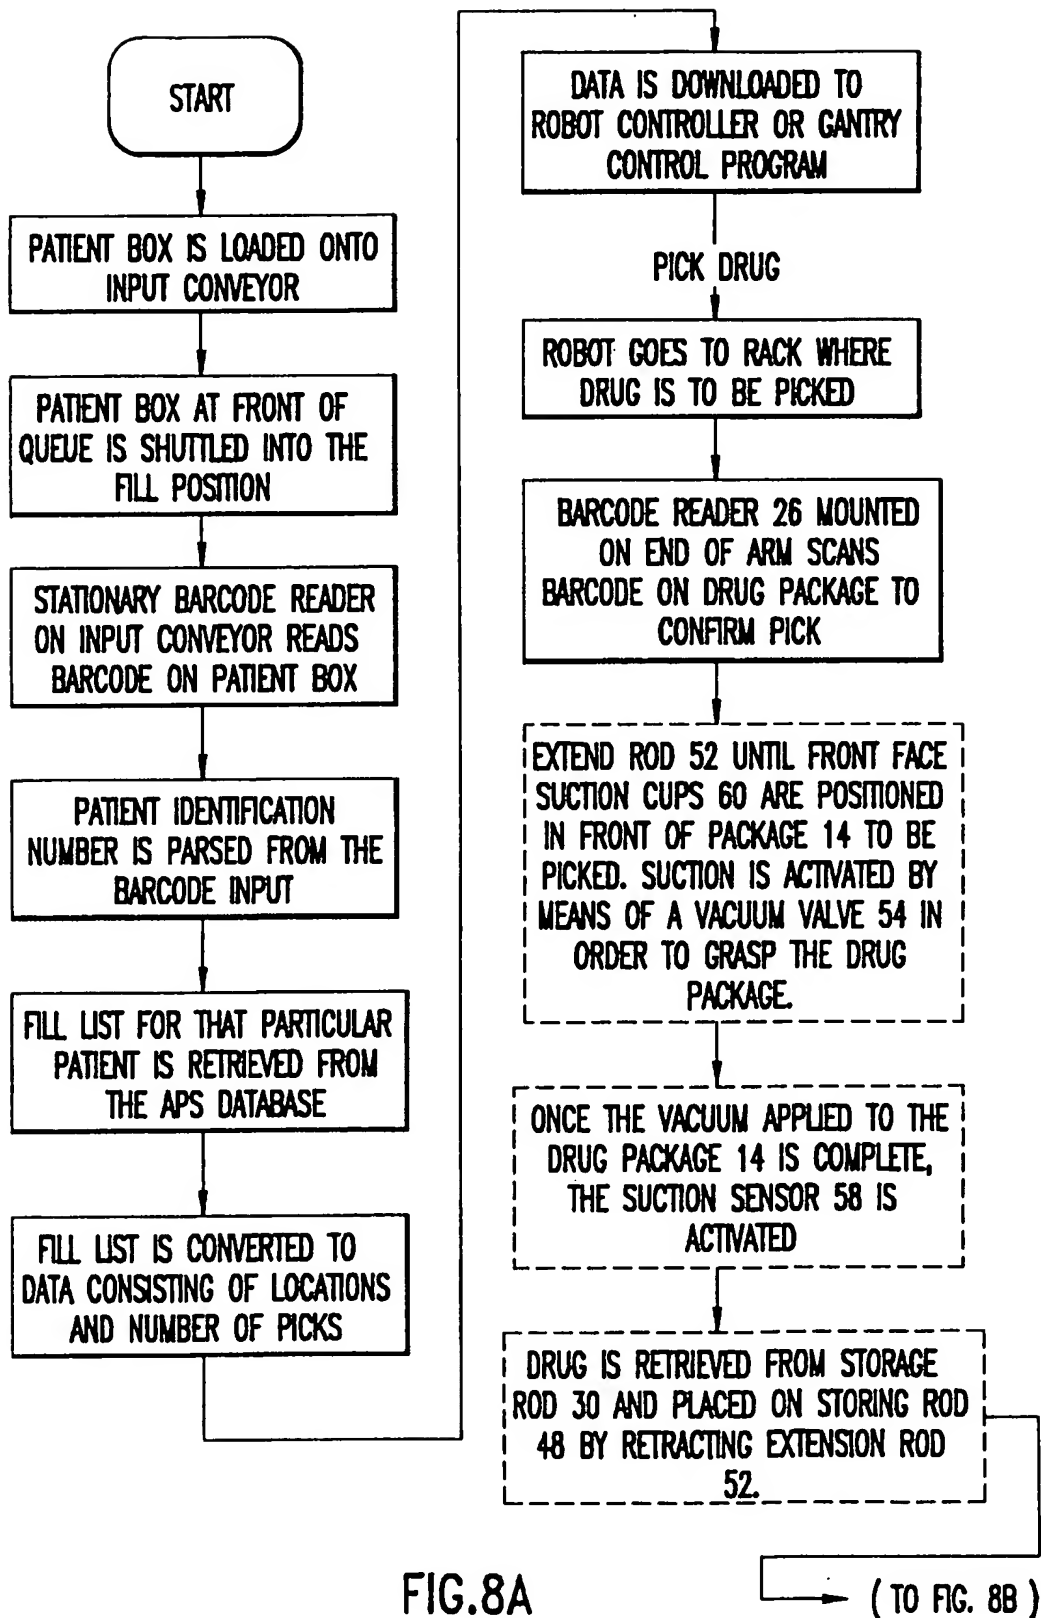 START
PATIENT BOX IS LOADED ONTO
INPUT CONVEYOR
PATIENT BOX AT FRONT OF
QUEUE IS SHUTTLED INTO THE
FILL POSITION
STATIONARY BARCODE READER
ON INPUT CONVEYOR READS
BARCODE ON PATIENT BOX
PATIENT IDENTIFICATION
NUMBER IS PARSED FROM THE
BARCODE INPUT
FILL LIST FOR THAT PARTICULAR
PATIENT IS RETRIEVED FROM
THE APS DATABASE
FILL LIST IS CONVERTED TO
DATA CONSISTING OF LOCATIONS
AND NUMBER OF PICKS
DATA IS DOWNLOADED TO
ROBOT CONTROLLER OR GANTRY
CONTROL PROGRAM
PICK DRUG
ROBOT GOES TO RACK WHERE
DRUG IS TO BE PICKED
BARCODE READER 26 MOUNTED
ON END OF ARM SCANS
BARCODE ON DRUG PACKAGE TO
CONFIRM PICK
EXTEND ROD 52 UNTIL FRONT FACE
SUCTION CUPS 60 ARE POSITIONED
IN FRONT OF PACKAGE 14 TO BE
PICKED. SUCTION IS ACTIVATED BY
MEANS OF A VACUUM VALVE 54 IN
ORDER TO GRASP THE DRUG
PACKAGE.
ONCE THE VACUUM APPLIED TO THE
DRUG PACKAGE 14 IS COMPLETE,
THE SUCTION SENSOR 58 IS
ACTIVATED
DRUG IS RETRIEVED FROM STORAGE
ROD 30 AND PLACED ON STORING ROD
48 BY RETRACTING EXTENSION ROD
52.
FIG.8A
( TO FIG. 8B )